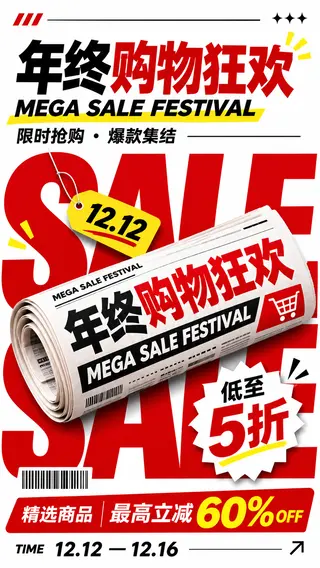 年终购物狂欢
MEGA SALE FESTIVAL
限时抢购 · 爆款集结
SALE
12.12
MEGA SALE FESTIVAL
年终购物狂欢
MEGA SALE FESTIVAL
SALE
低至
5折
精选商品 | 最高立减60%OFF
TIME 12.12 — 12.16